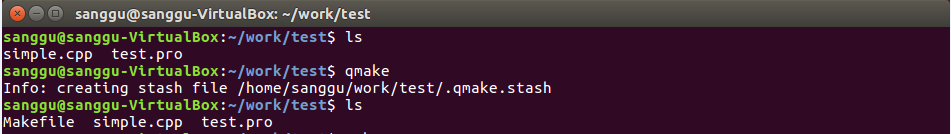 sanggu@sanggu-VirtualBox: ~/work/test
sanggu@sanggu-VirtualBox:~/work/test$ ls
simple.cpp  test.pro
sanggu@sanggu-VirtualBox:~/work/test$ qmake
Info: creating stash file /home/sanggu/work/test/.qmake.stash
sanggu@sanggu-VirtualBox:~/work/test$ ls
Makefile  simple.cpp  test.pro